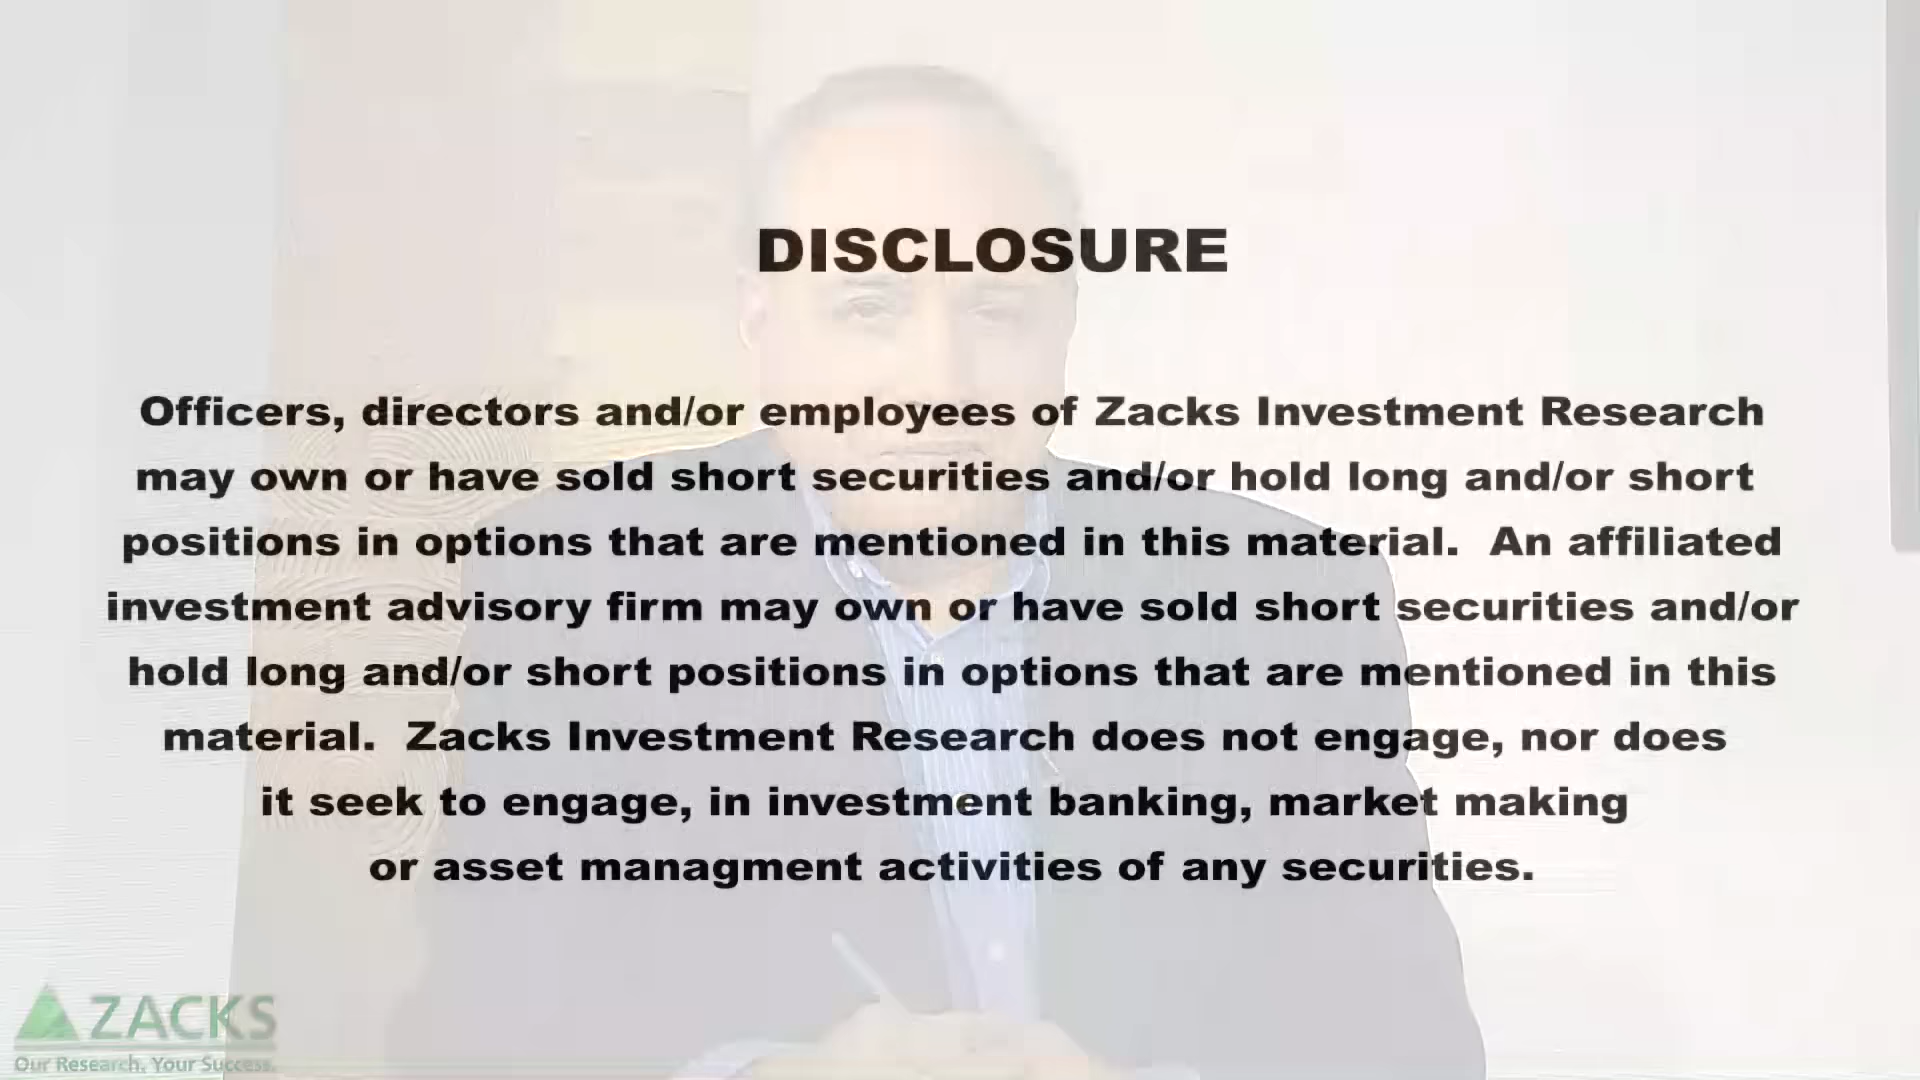 DISCLOSURE
Officers, directors and/or employees of Zacks Investment Research
may own or have sold short securities and/or hold long and/or short
positions in options that are mentioned in this material.  An affiliated
investment advisory firm may own or have sold short securities and/or
hold long and/or short positions in options that are mentioned in this
material.  Zacks Investment Research does not engage, nor does
it seek to engage, in investment banking, market making
or asset managment activities of any securities.
ZACKS
Our Research. Your Success.